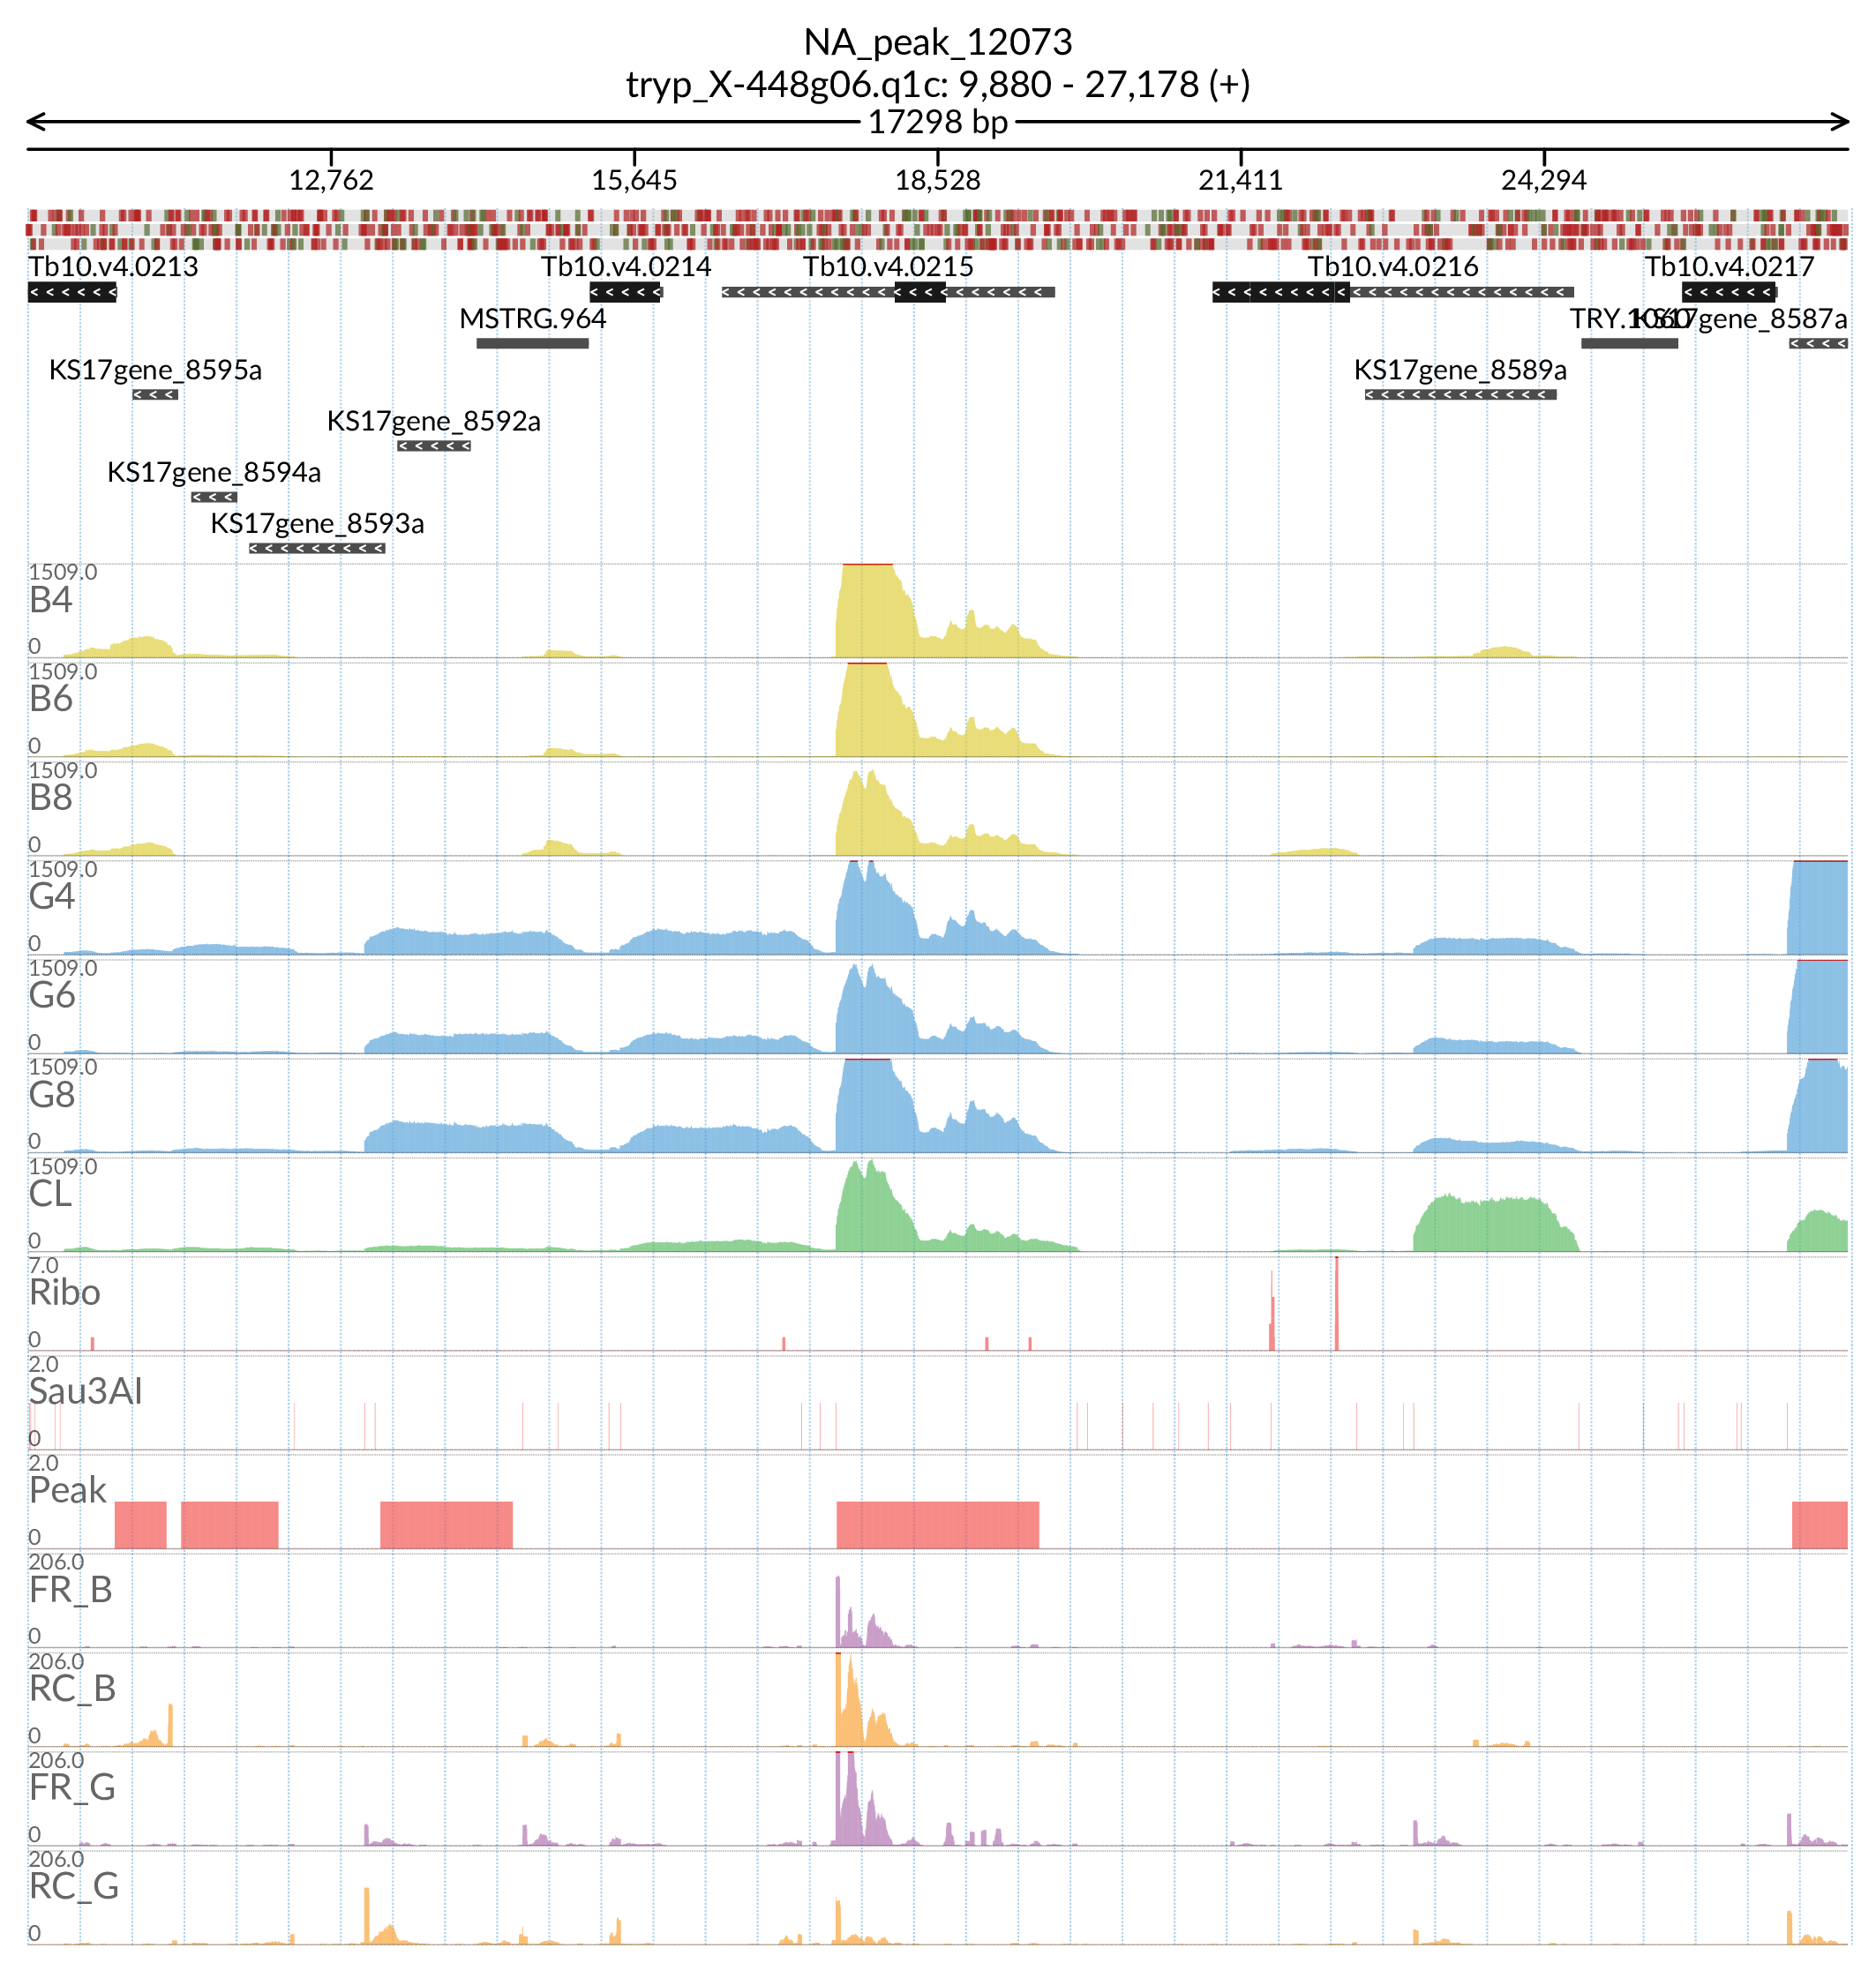 NA_peak_12073
tryp_X-448g06.q1c: 9,880 - 27,178 (+)
17298 bp
12,762 15,645 18,528 21,411 24,294
Tb10.v4.0213 Tb10.v4.0214 Tb10.v4.0215 Tb10.v4.0216 Tb10.v4.0217
MSTRG.964 TRY.1060 KS17gene_8587a
KS17gene_8595a KS17gene_8589a
KS17gene_8592a
KS17gene_8594a
KS17gene_8593a
1509.0
B4
0
1509.0
B6
0
1509.0
B8
0
1509.0
G4
0
1509.0
G6
0
1509.0
G8
0
1509.0
CL
0
7.0
Ribo
0
2.0
Sau3AI
0
2.0
Peak
0
206.0
FR_B
0
206.0
RC_B
0
206.0
FR_G
0
206.0
RC_G
0